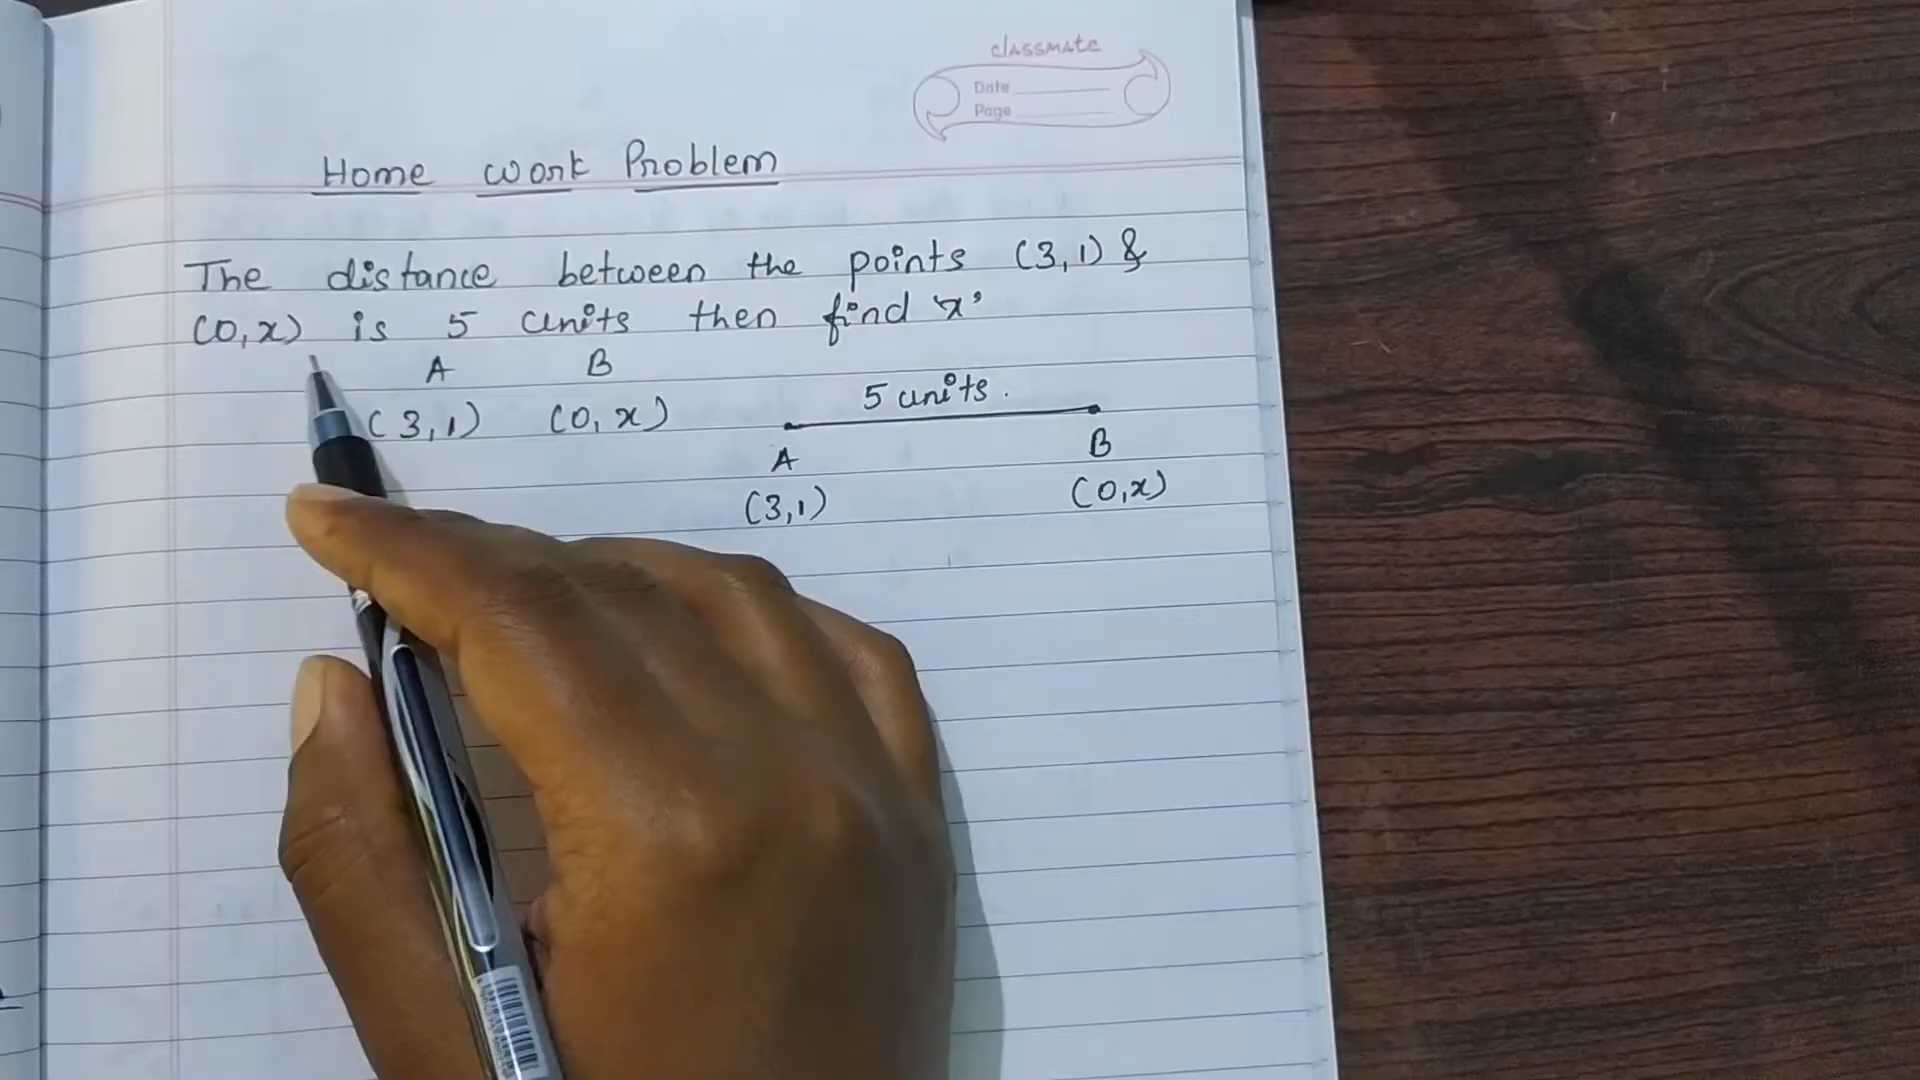 classmate
Date
Page
Home work Problem
The distance between the points (3,1) &
(0,x) is 5 units then find 'x'
A B
(3,1) (0,x)
5 units.
A B
(3,1) (0,x)